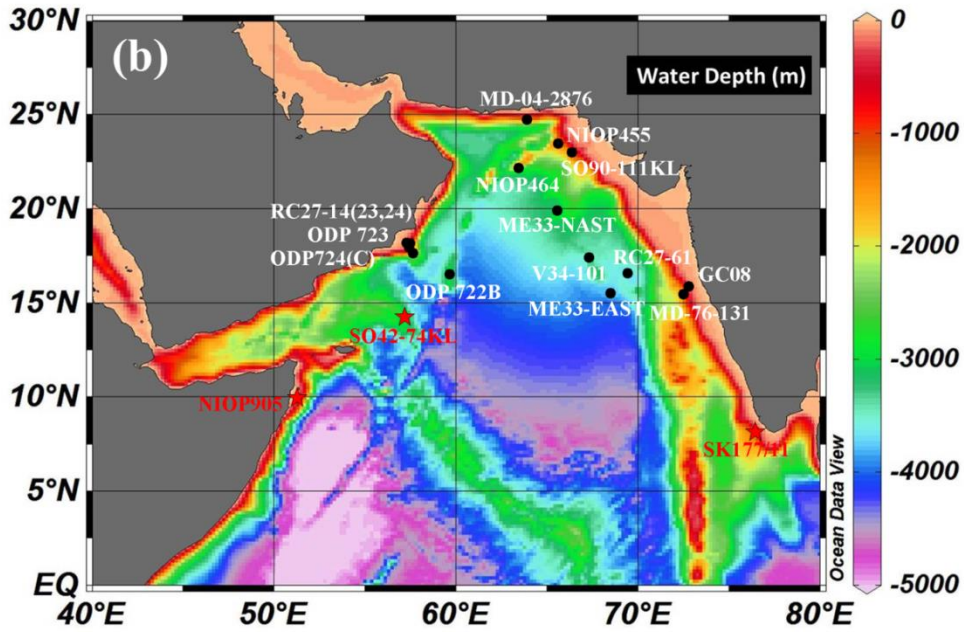 30°N
(b)
Water Depth (m)
0
MD-04-2876
25°N
NIOP455
-1000
SO90-111KL
NIOP464
20°N
RC27-14(23,24)
ME33-NAST
-2000
ODP 723
ODP724(C)
RC27-61
GC08
V34-101
15°N
ODP 722B
ME33-EAST
MD-76-131
SO42-74KL
-3000
10°N
NIOP905
SK177/11
-4000
5°N
Ocean Data View
EQ
-5000
40°E
50°E
60°E
70°E
80°E